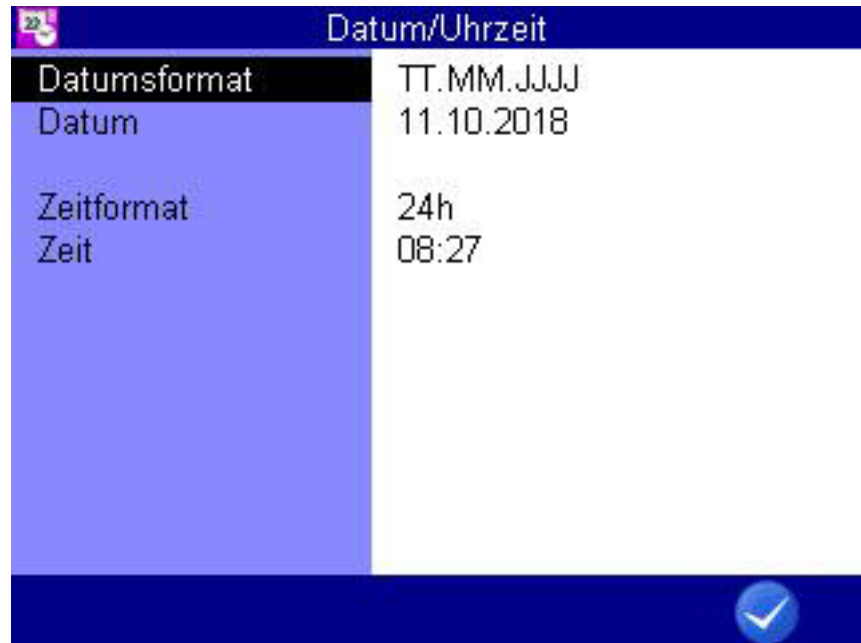 Datum/Uhrzeit
Datumsformat TT.MM.JJJJ
Datum 11.10.2018
Zeitformat 24h
Zeit 08:27